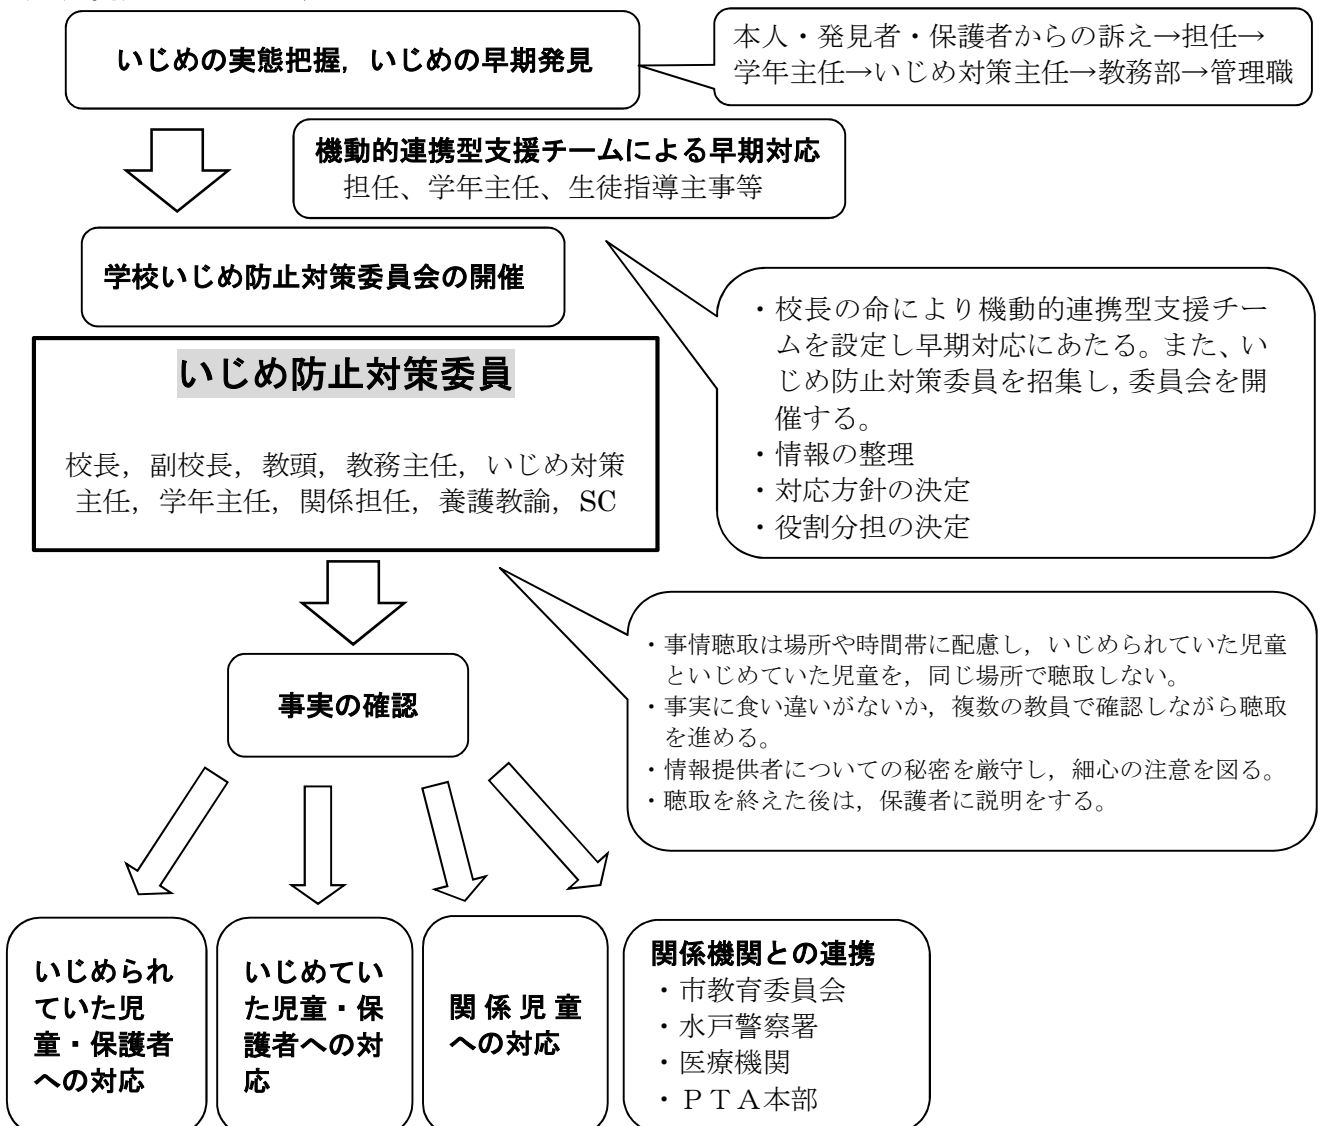 いじめの実態把握，いじめの早期発見
本人・発見者・保護者からの訴え→担任→
学年主任→いじめ対策主任→教務部→管理職
機動的連携型支援チームによる早期対応
担任、学年主任、生徒指導主事等
学校いじめ防止対策委員会の開催
・校長の命により機動的連携型支援チー
ムを設定し早期対応にあたる。また、い
じめ防止対策委員を招集し，委員会を開
催する。
・情報の整理
・対応方針の決定
・役割分担の決定
いじめ防止対策委員
校長，副校長，教頭，教務主任，いじめ対策
主任，学年主任，関係担任，養護教諭，SC
・事情聴取は場所や時間帯に配慮し，いじめられていた児童
といじめていた児童を，同じ場所で聴取しない。
・事実に食い違いがないか，複数の教員で確認しながら聴取
を進める。
・情報提供者についての秘密を厳守し，細心の注意を図る。
・聴取を終えた後は，保護者に説明をする。
事実の確認
いじめられ
ていた児
童・保護者
への対応
いじめてい
た児童・保
護者への対
応
関係児童
への対応
関係機関との連携
・市教育委員会
・水戸警察署
・医療機関
・ＰＴＡ本部